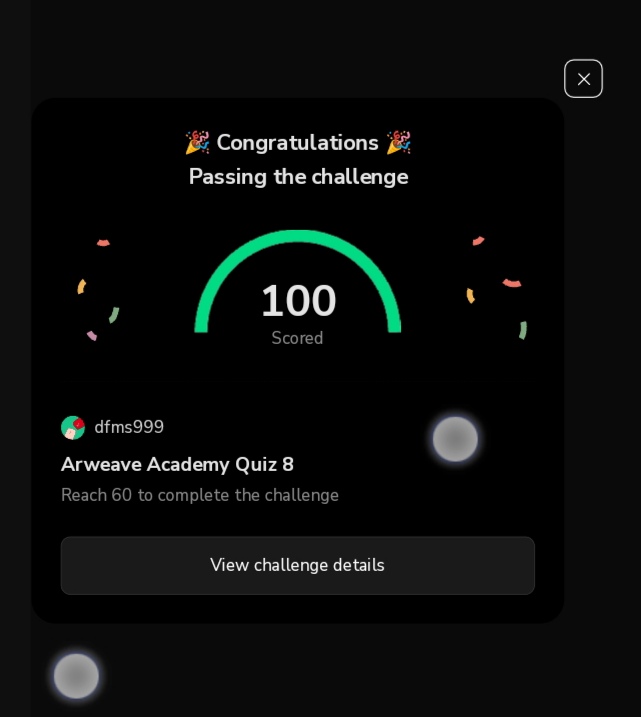 🎉 Congratulations 🎉
Passing the challenge
100
Scored
dfms999
Arweave Academy Quiz 8
Reach 60 to complete the challenge
View challenge details